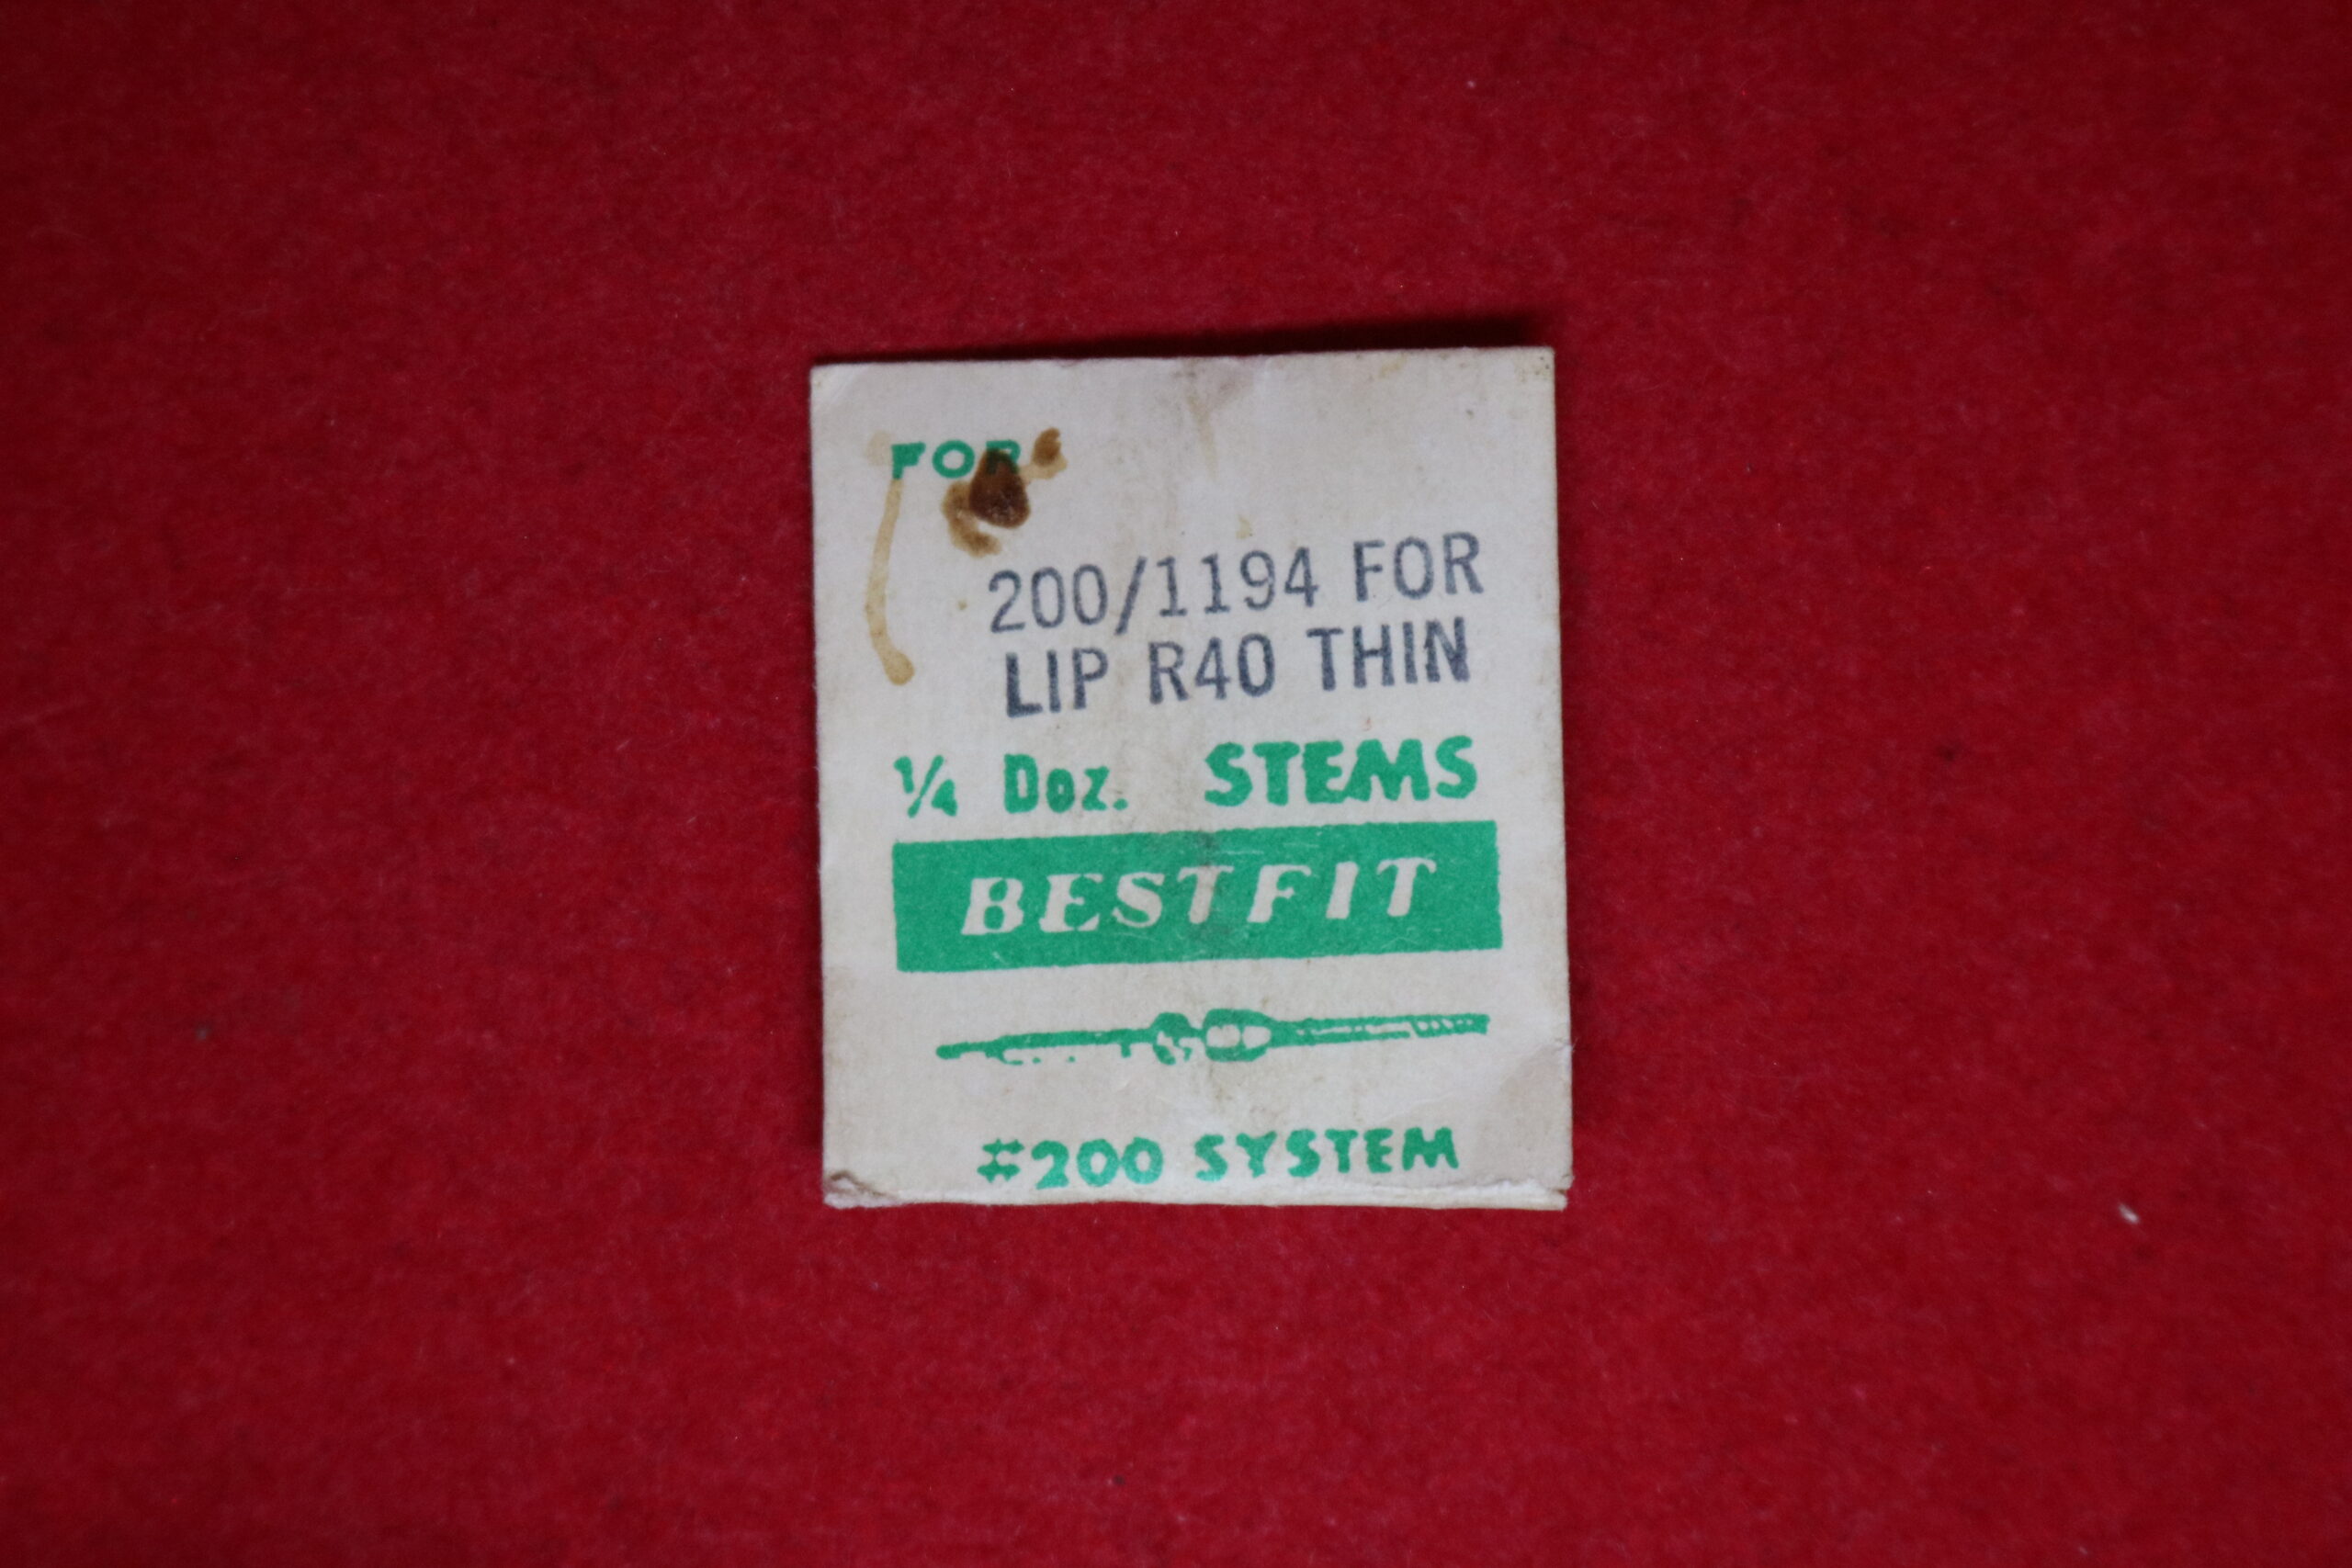 FOR
200/1194 FOR
LIP R40 THIN
¼ Doz. STEMS
BESTFIT
#200 SYSTEM